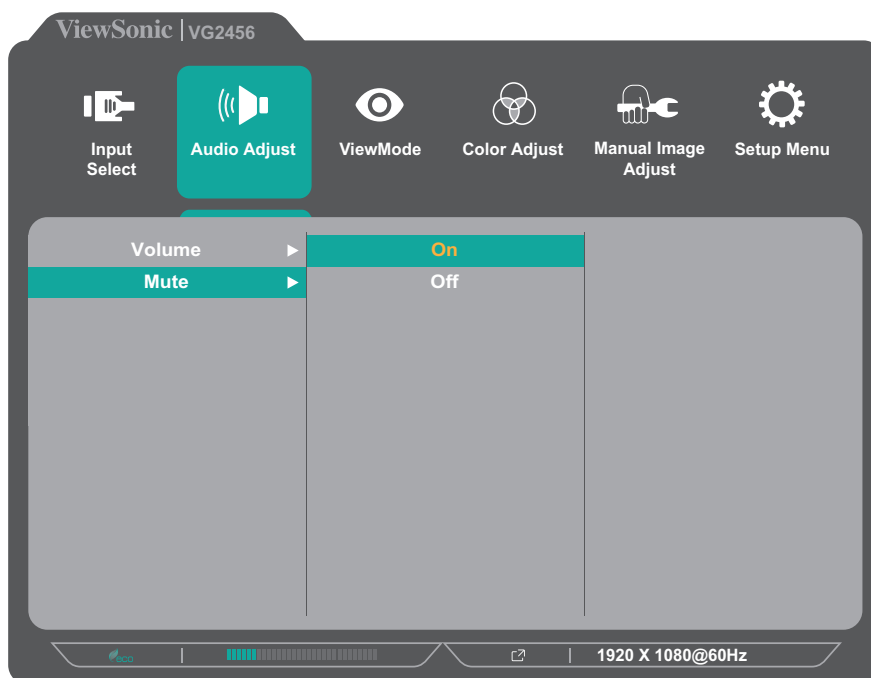 ViewSonic | VG2456
Input
Select
Audio Adjust
ViewMode
Color Adjust
Manual Image
Adjust
Setup Menu
Volume
On
Mute
Off
eco
1920 X 1080@60Hz